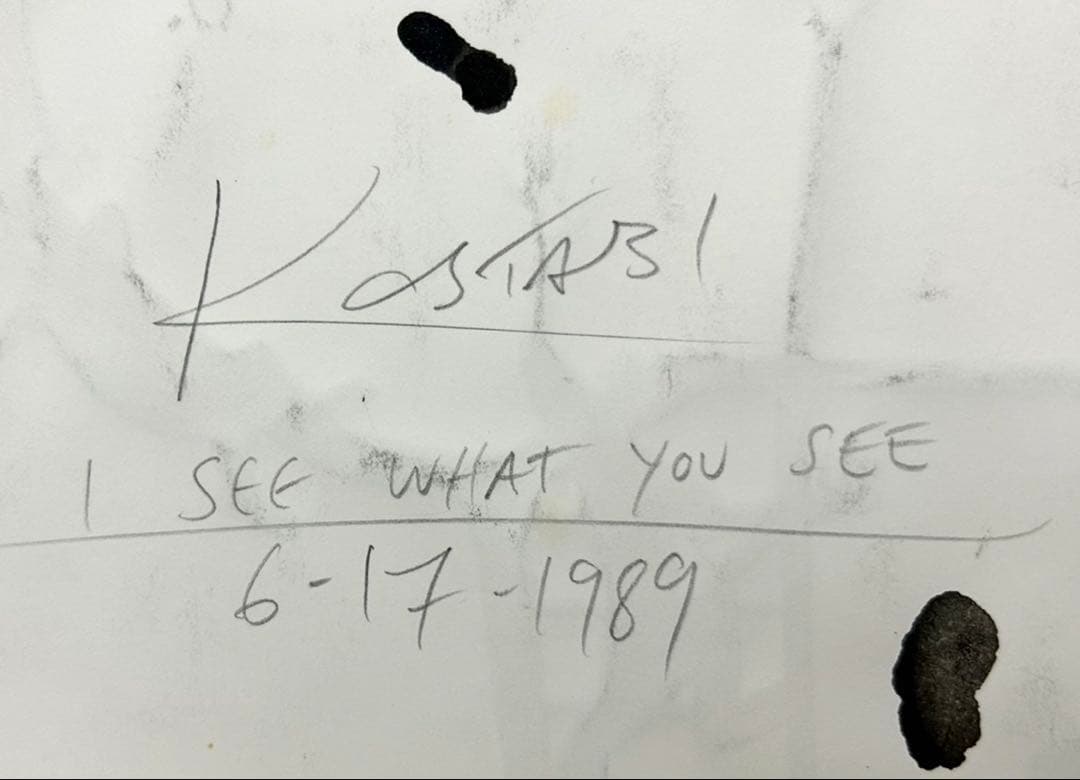 KOSTABI
I SEE WHAT YOU SEE
6-17-1989